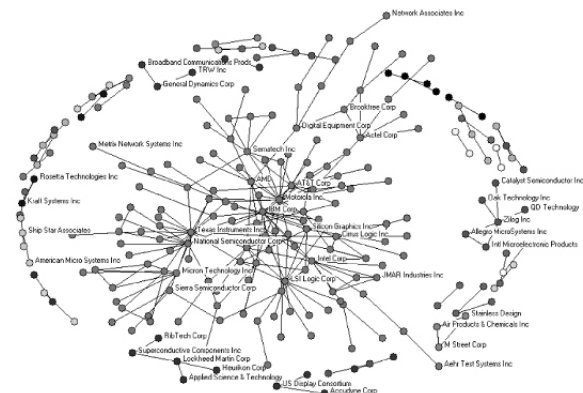 Network Associates Inc
Broadband Communications Prods
TRW Inc
General Dynamics Corp
Brooktree Corp
Digital Equipment Corp
Actel Corp
Metrix Network Systems Inc
Sematech Inc
Rosetta Technologies Inc
AMD
AT&T Corp
Catalyst Semiconductor Inc
Motorola Inc
Kraft Systems Inc
IBM Corp
Oak Technology Inc
QD Technology
Zilog Inc
Ship Star Associates
Texas Instruments Inc
Silicon Graphics Inc
Cirrus Logic Inc
Allegro MicroSystems Inc
National Semiconductor Corp
Intl Microelectronic Products
American Micro Systems Inc
Intel Corp
Micron Technology Inc
LSI Logic Corp
JMAR Industries Inc
Sierra Semiconductor Corp
Stainless Design
Air Products & Chemicals Inc
RibTech Corp
M Street Corp
Superconductive Components Inc
Lockheed Martin Corp
Aehr Test Systems Inc
Heurikon Corp
Applied Science & Technology
US Display Consortium
Accudyne Corp